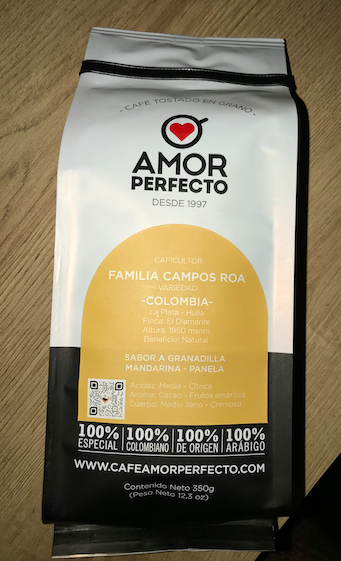 - CAFÉ TOSTADO EN GRANO -
AMOR
PERFECTO
DESDE 1997
CAFICULTOR
FAMILIA CAMPOS ROA
VARIEDAD
-COLOMBIA-
La Plata - Huila
Finca: El Diamante
Altura: 1950 msnm
Beneficio: Natural
SABOR A GRANADILLA
MANDARINA - PANELA
Acidez: Media - Cítrica
Aroma: Cacao - Frutos amarillos
Cuerpo: Medio lleno - Cremoso
100% ESPECIAL
100% COLOMBIANO
100% DE ORIGEN
100% ARÁBIGO
WWW.CAFEAMORPERFECTO.COM
Contenido Neto 350g
(Peso Neto 12,3 oz)